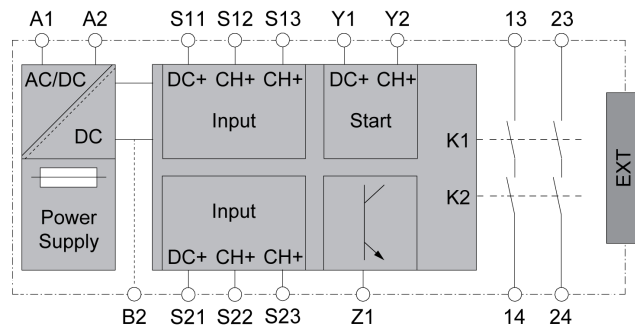 A1 A2 S11 S12 S13 Y1 Y2 13 23
AC/DC DC+ CH+ CH+ DC+ CH+
Input Start
DC
K1
EXT
K2
Power
Supply
Input
DC+ CH+ CH+
B2 S21 S22 S23 Z1 14 24